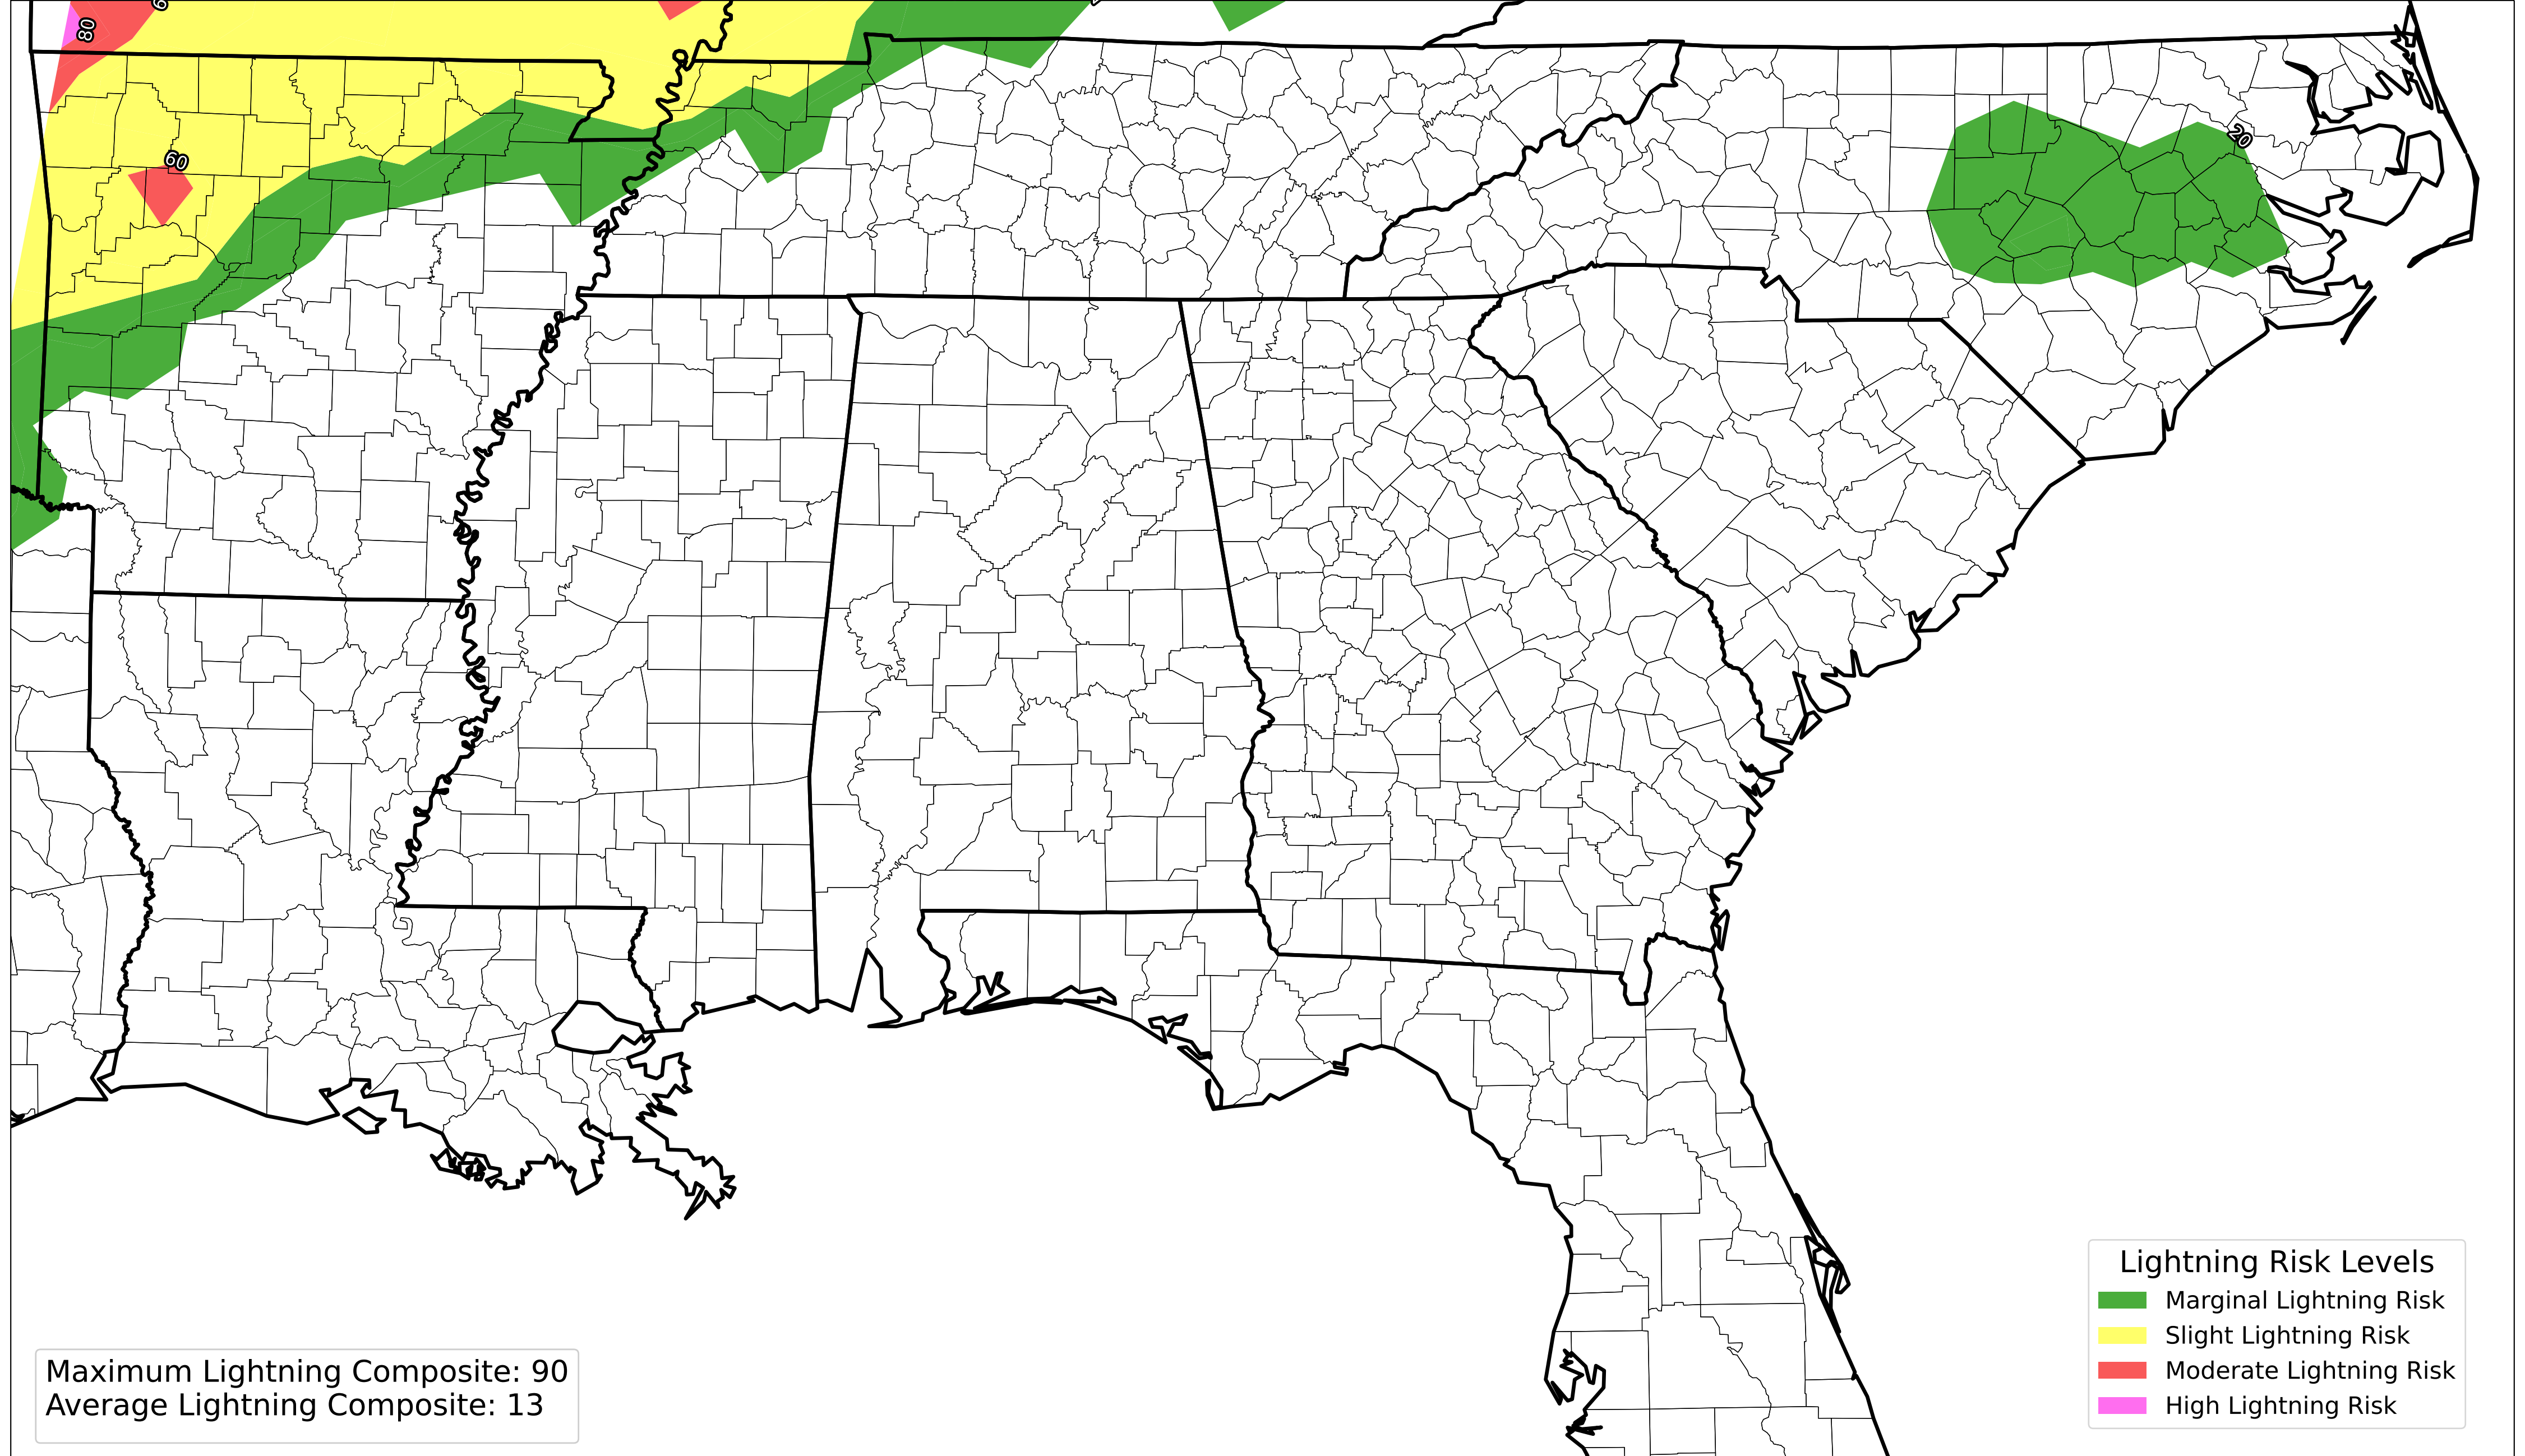 80
60
20
Lightning Risk Levels
Marginal Lightning Risk
Slight Lightning Risk
Moderate Lightning Risk
High Lightning Risk
Maximum Lightning Composite: 90
Average Lightning Composite: 13